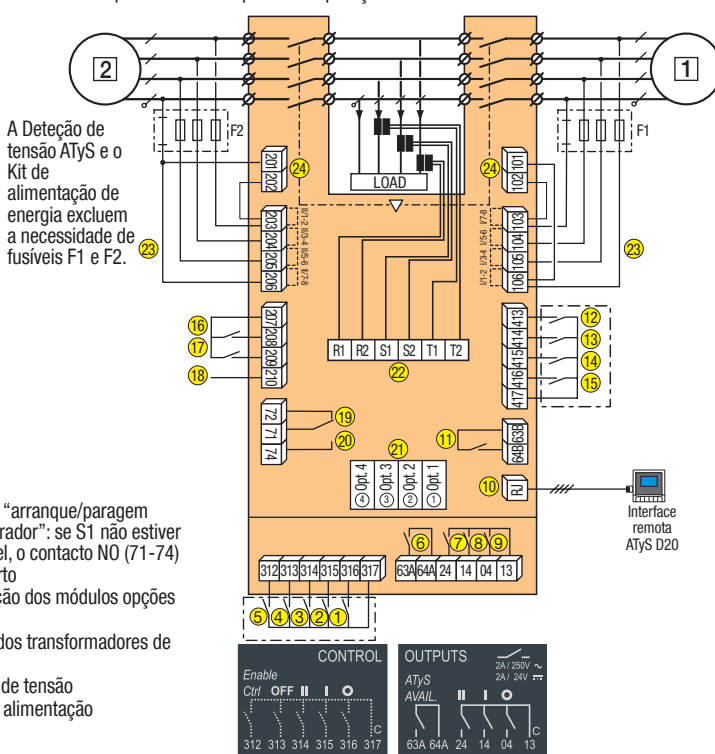 2
1
A Deteção de
tensão ATyS e o
Kit de
alimentação de
energia excluem
a necessidade de
fusíveis F1 e F2.
F2
F1
LOAD
201
202
24
24
101
102
203
204
205
206
II/1-2
II/3-4
II/5-6
II/7-8
23
I/7-8
I/5-6
I/3-4
I/1-2
103
104
105
106
23
16
17
18
207
208
209
210
R1 R2 S1 S2 T1 T2
22
413
414
415
416
417
12
13
14
15
72
71
74
19
20
11
63B
64B
21
Opt.4 ④
Opt.3 ③
Opt.2 ②
Opt.1 ①
10
RJ
Interface
remota
ATyS D20
“arranque/paragem
rador”: se S1 não estiver
el, o contacto NO (71-74)
rto
ção dos módulos opções
dos transformadores de
de tensão
alimentação
6 7 8 9
312 313 314 315 316 317
63A 64A 24 14 04 13
5 4 3 2 1
CONTROL
Enable
Ctrl OFF II I O
C
312 313 314 315 316 317
OUTPUTS
2A / 250V ~
2A / 24V ⎓
ATyS
AVAIL. II I O
C
63A 64A 24 14 04 13